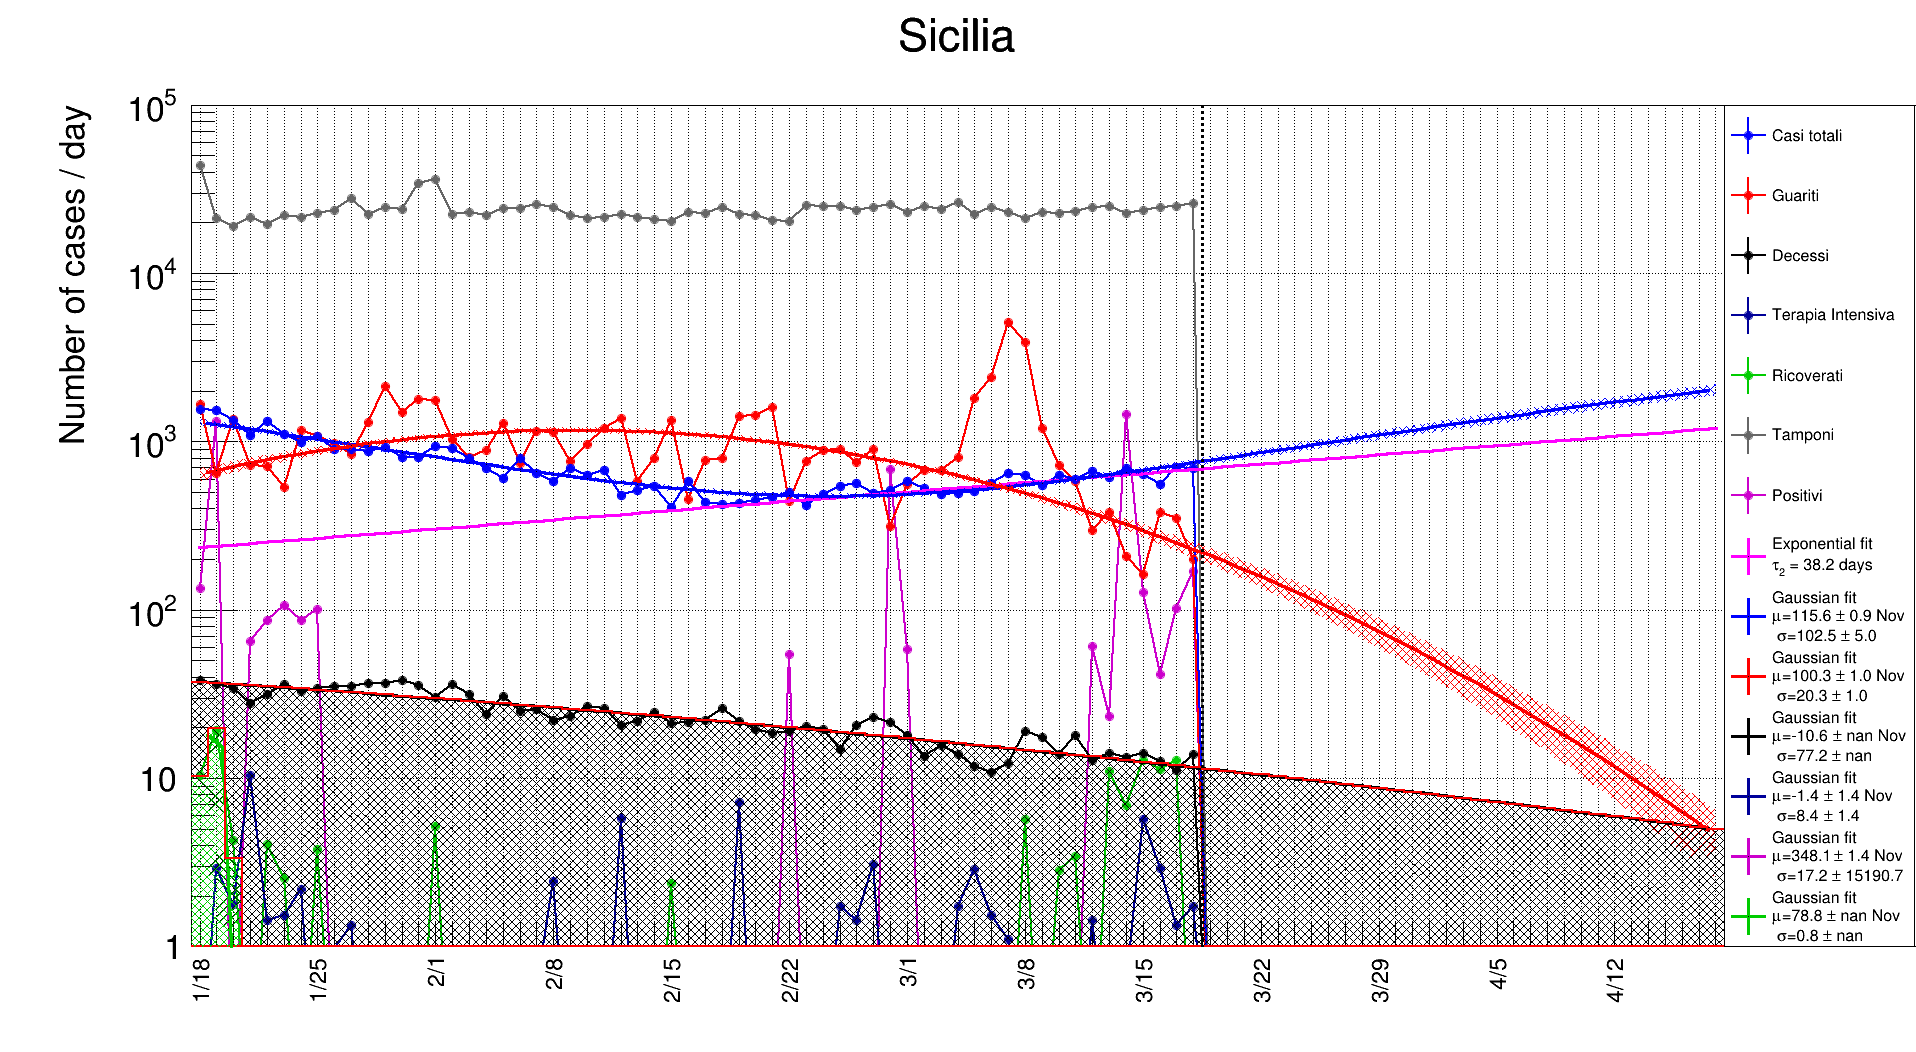 Sicilia
Number of cases / day
10^5
10^4
10^3
10^2
10
1
1/18
1/25
2/1
2/8
2/15
2/22
3/1
3/8
3/15
3/22
3/29
4/5
4/12
Casi totali
Guariti
Decessi
Terapia Intensiva
Ricoverati
Tamponi
Positivi
Exponential fit
τ₂ = 38.2 days
Gaussian fit
μ=115.6 ± 0.9 Nov
σ=102.5 ± 5.0
Gaussian fit
μ=100.3 ± 1.0 Nov
σ=20.3 ± 1.0
Gaussian fit
μ=-10.6 ± nan Nov
σ=77.2 ± nan
Gaussian fit
μ=-1.4 ± 1.4 Nov
σ=8.4 ± 1.4
Gaussian fit
μ=348.1 ± 1.4 Nov
σ=17.2 ± 15190.7
Gaussian fit
μ=78.8 ± nan Nov
σ=0.8 ± nan